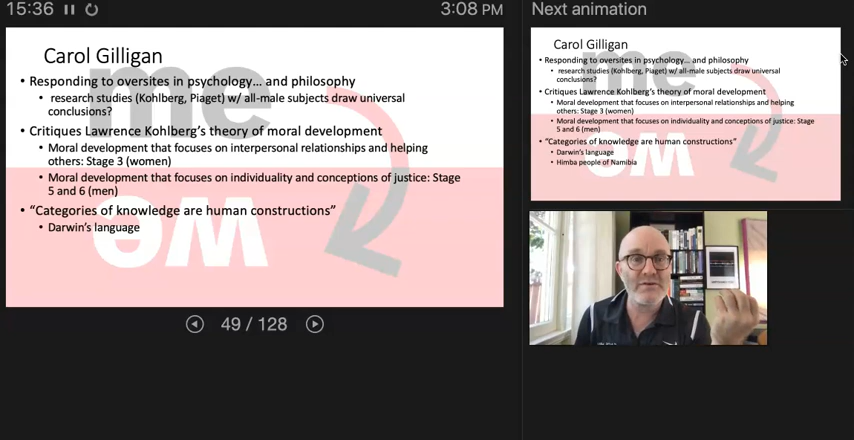 15:36
3:08 PM
Next animation
me
we
Carol Gilligan
• Responding to oversites in psychology... and philosophy
• research studies (Kohlberg, Piaget) w/ all-male subjects draw universal
conclusions?
• Critiques Lawrence Kohlberg's theory of moral development
• Moral development that focuses on interpersonal relationships and helping
others: Stage 3 (women)
• Moral development that focuses on individuality and conceptions of justice: Stage
5 and 6 (men)
• “Categories of knowledge are human constructions”
• Darwin's language
49 / 128
me
we
Carol Gilligan
• Responding to oversites in psychology... and philosophy
• research studies (Kohlberg, Piaget) w/ all-male subjects draw universal
conclusions?
• Critiques Lawrence Kohlberg's theory of moral development
• Moral development that focuses on interpersonal relationships and helping
others: Stage 3 (women)
• Moral development that focuses on individuality and conceptions of justice: Stage
5 and 6 (men)
• “Categories of knowledge are human constructions”
• Darwin's language
• Himba people of Namibia